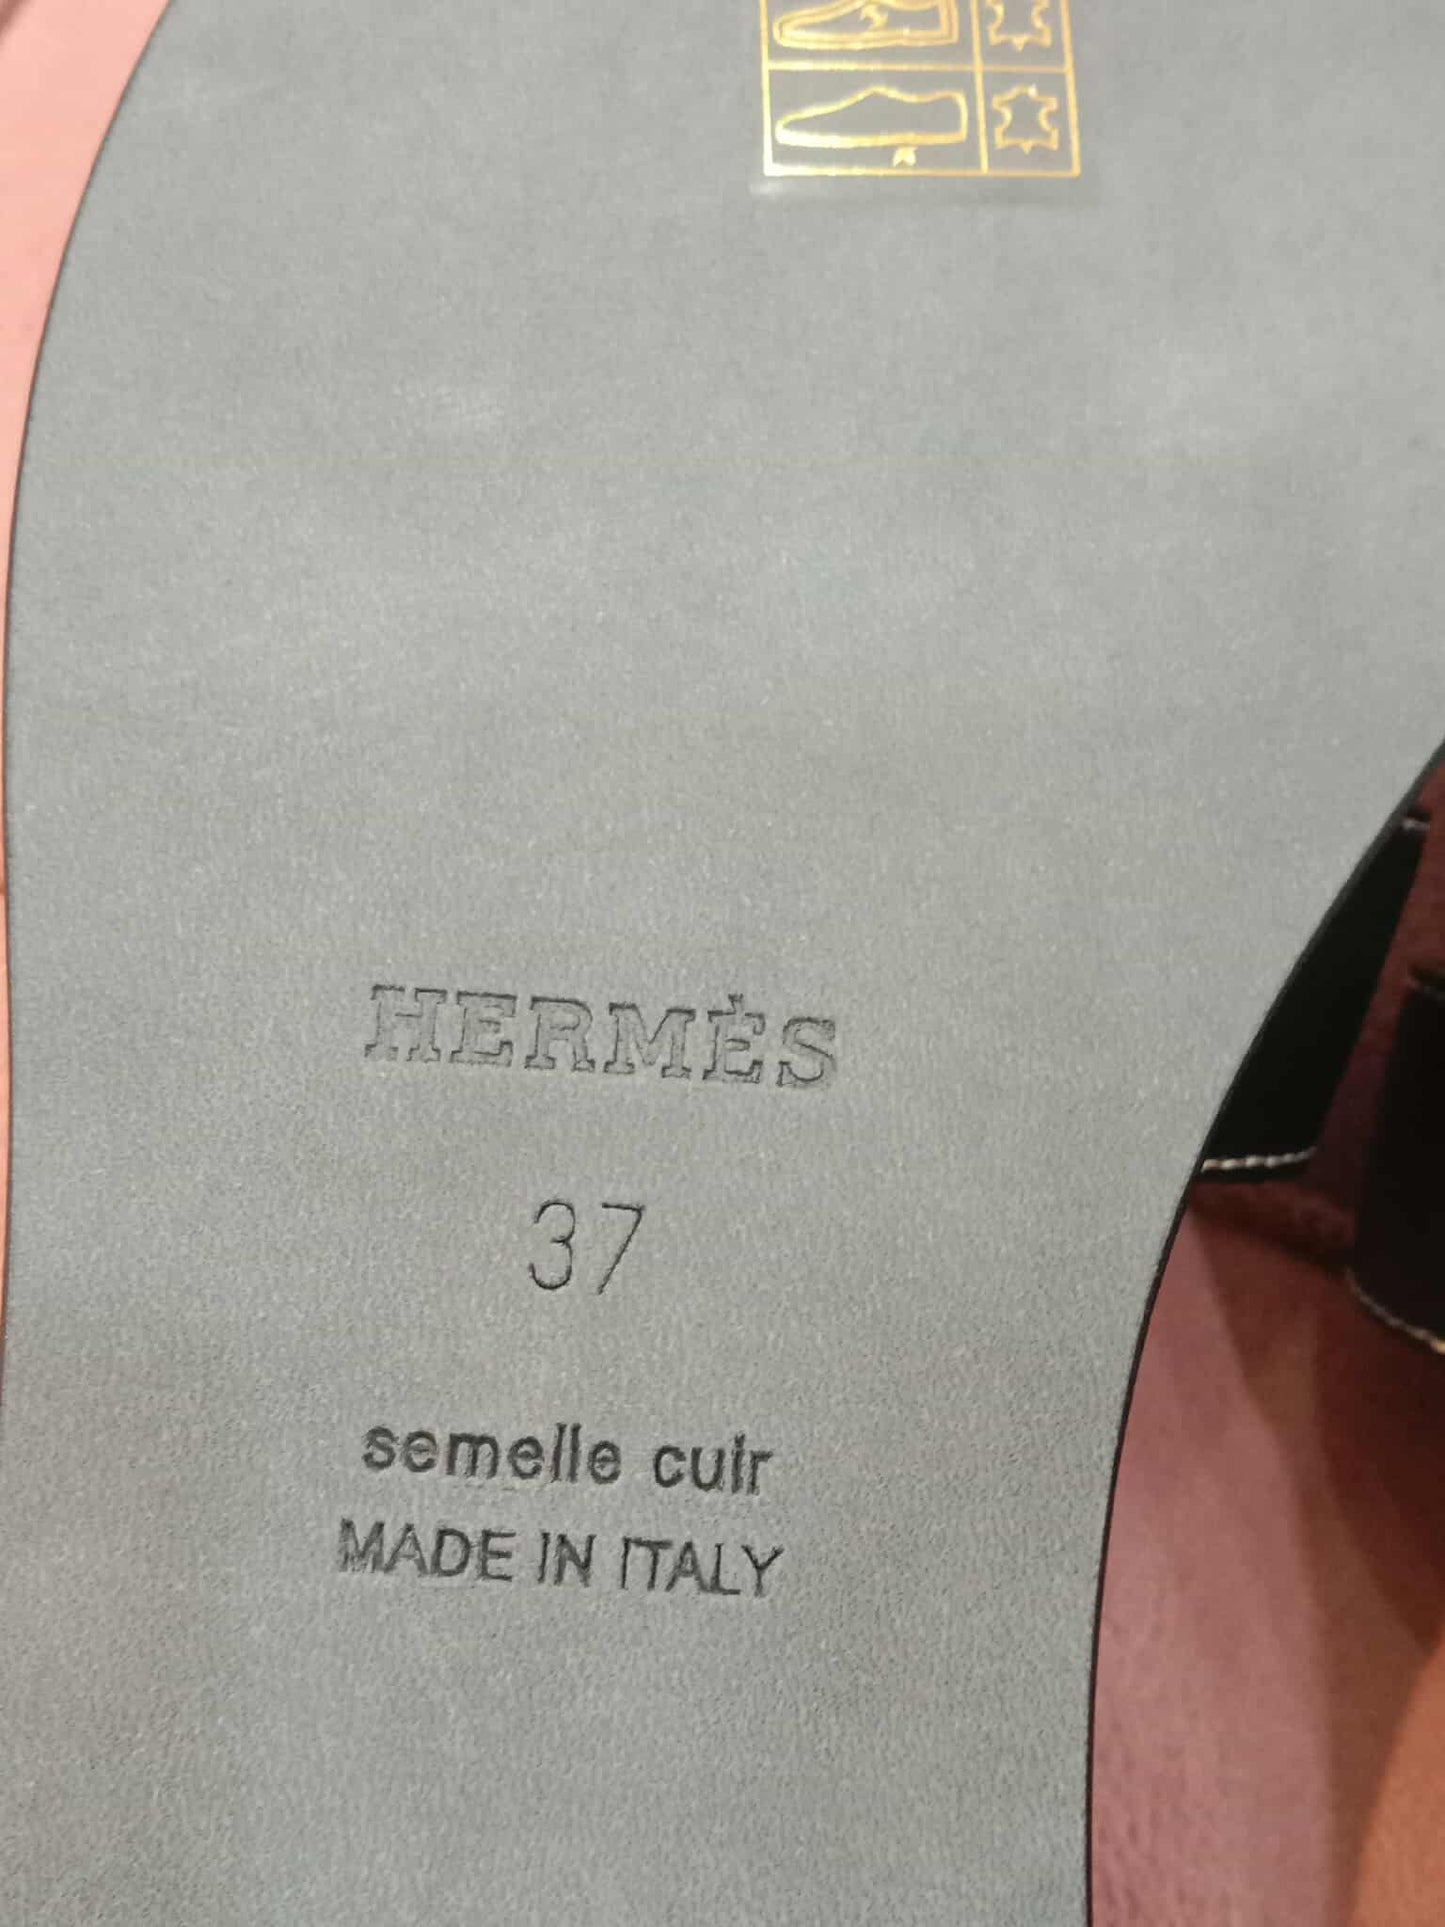 HERMÈS
37
semelle cuir
MADE IN ITALY